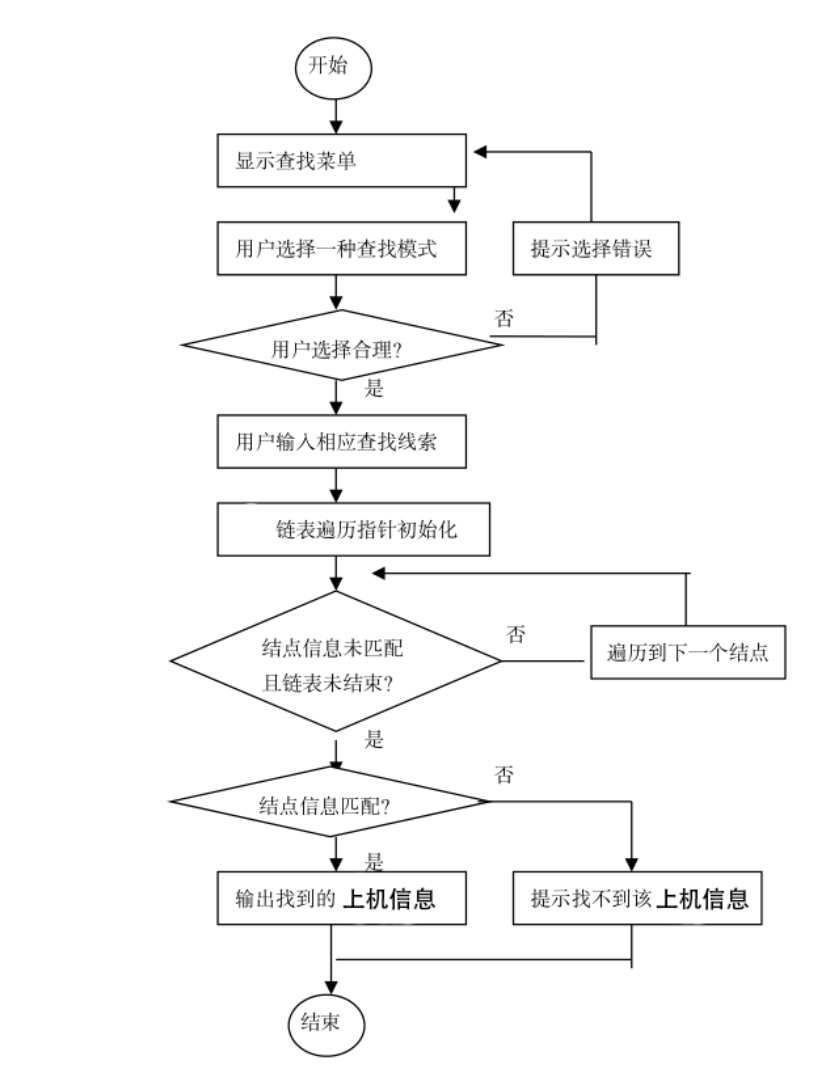 开始
显示查找菜单
用户选择一种查找模式
提示选择错误
否
用户选择合理?
是
用户输入相应查找线索
链表遍历指针初始化
否
结点信息未匹配
且链表未结束?
遍历到下一个结点
是
否
结点信息匹配?
是
输出找到的 上机信息
提示找不到该 上机信息
结束